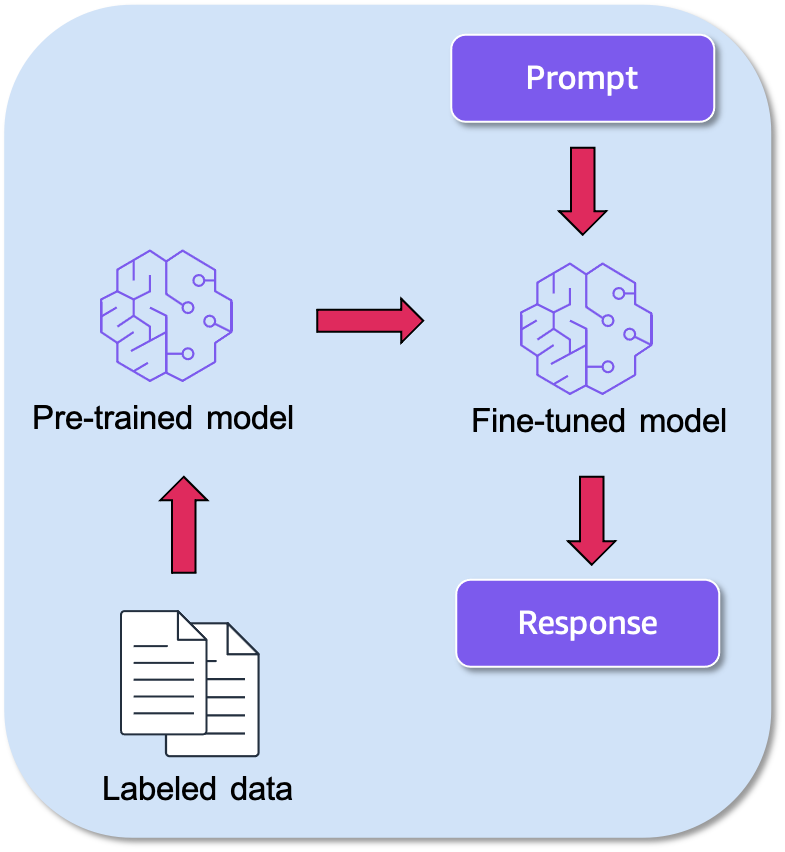 Prompt
Pre-trained model
Fine-tuned model
Response
Labeled data